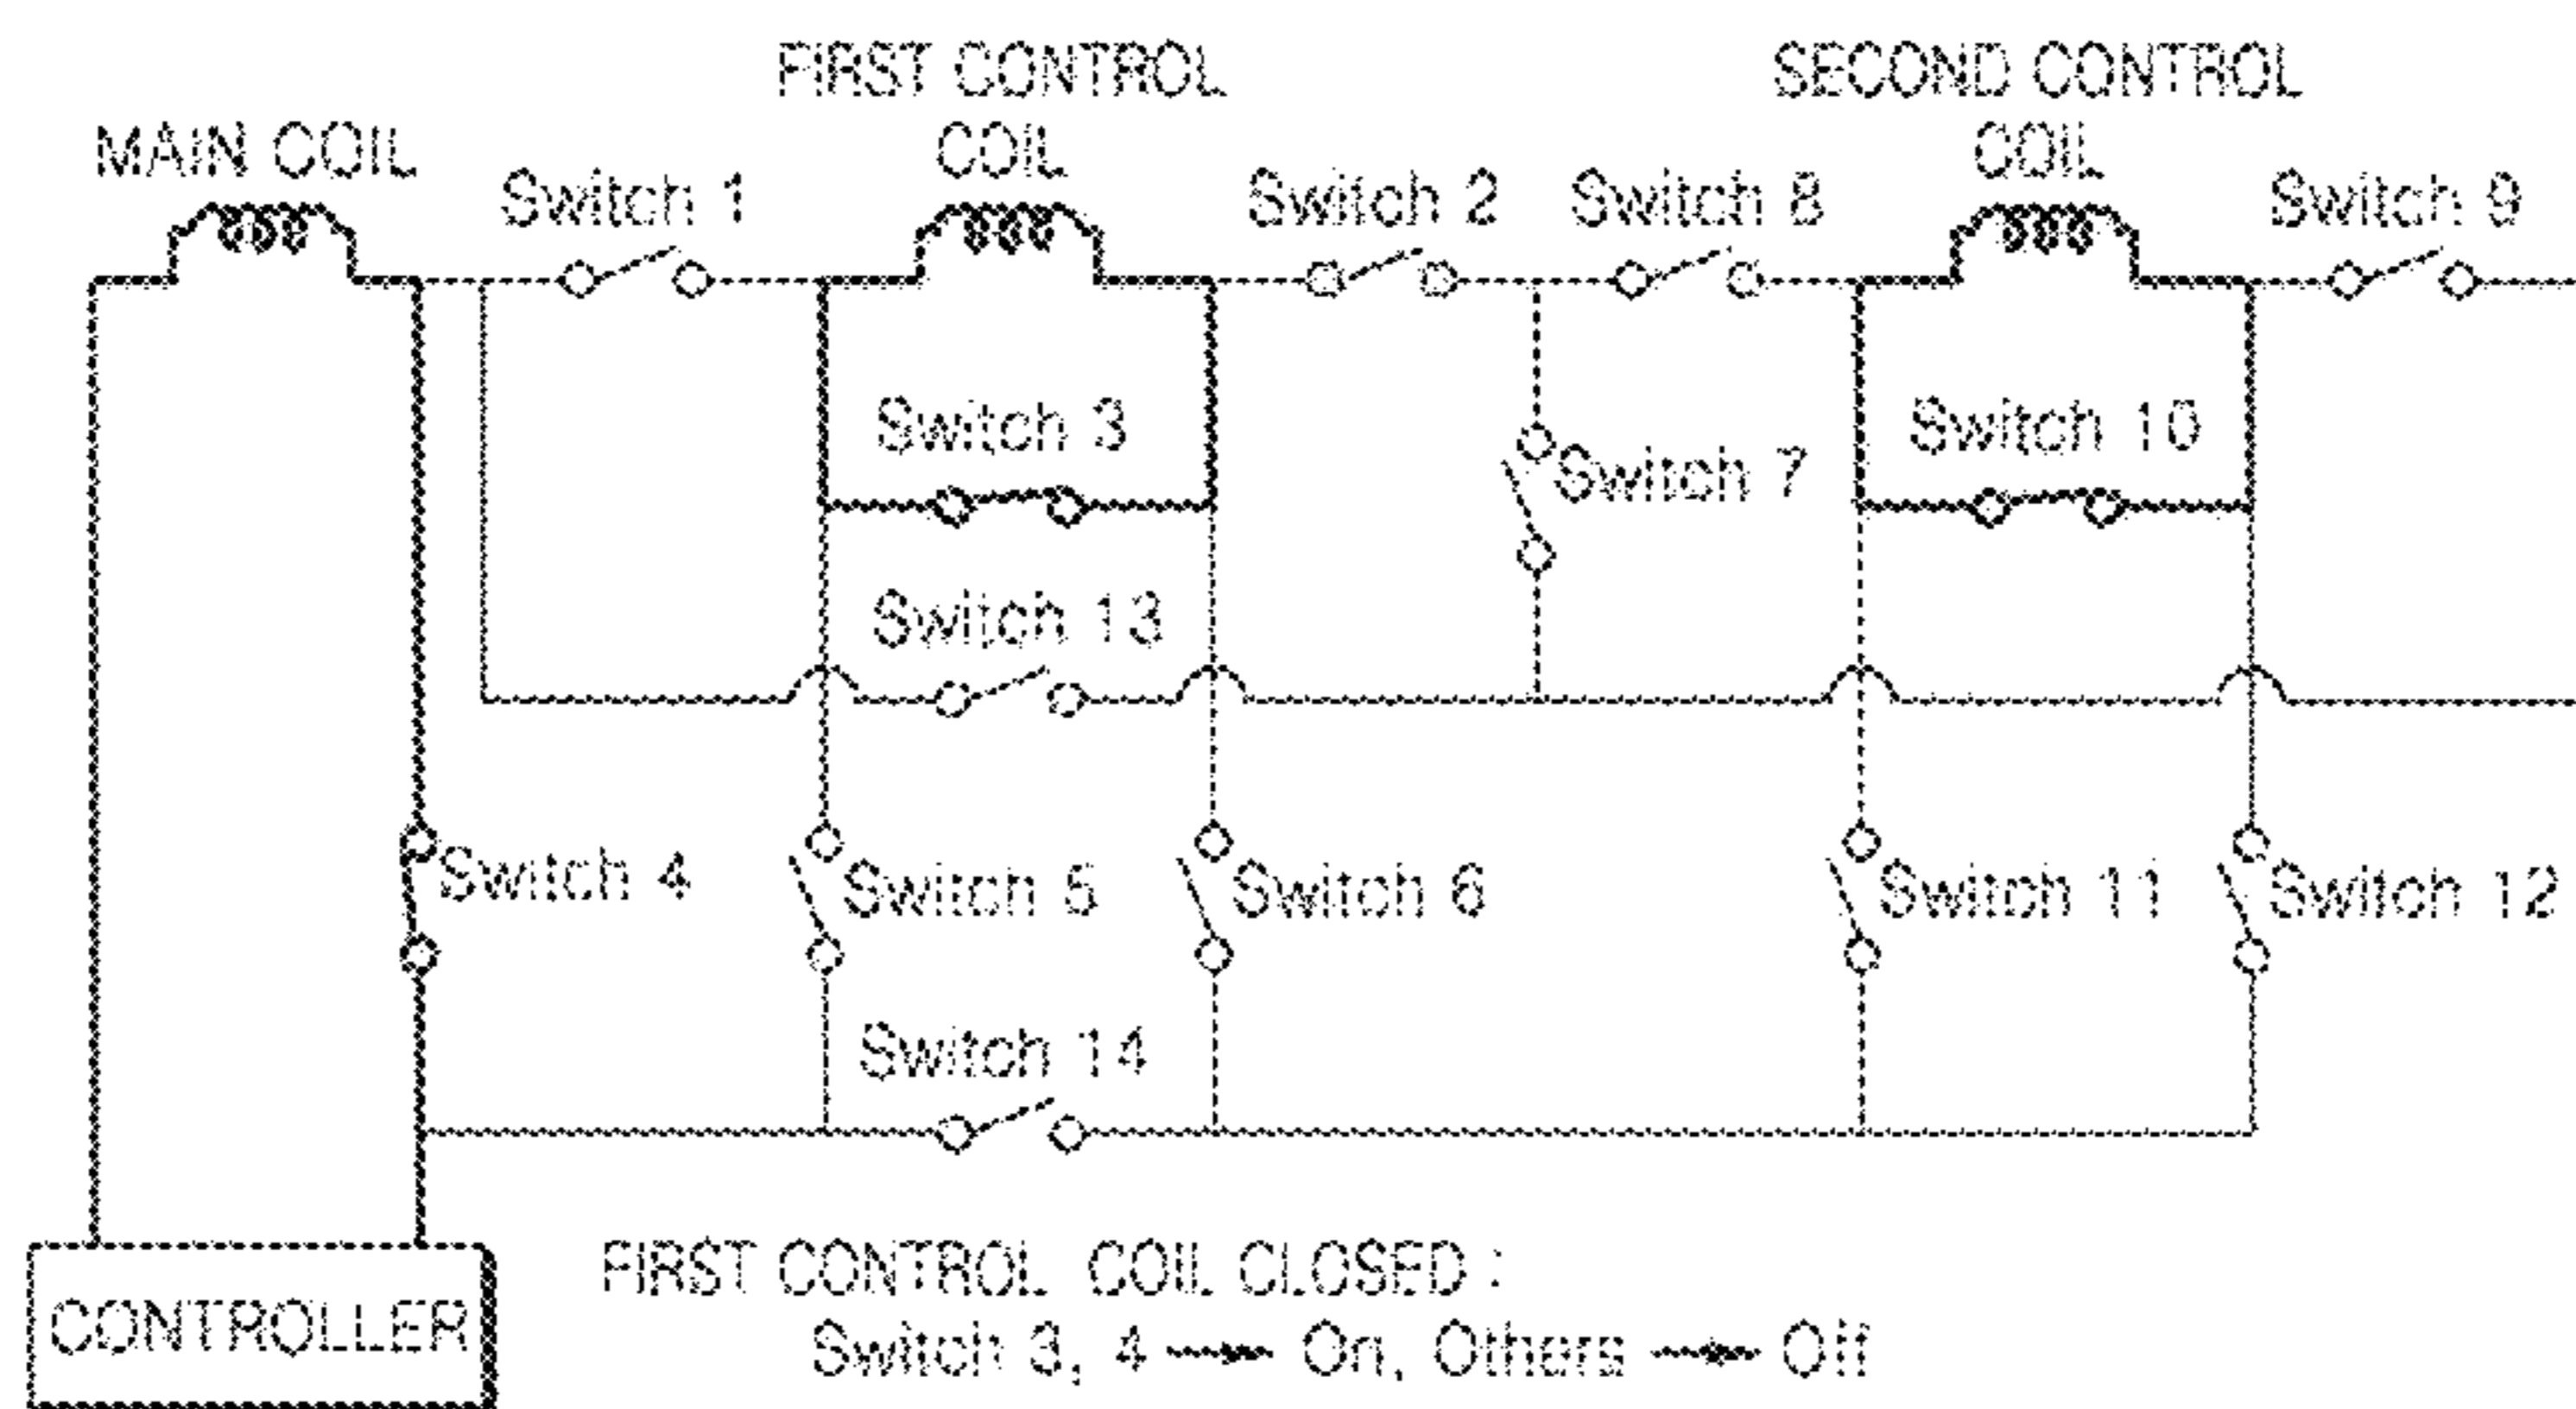 FIRST CONTROL
COIL
SECOND CONTROL
COIL
MAIN COIL
Switch 1
Switch 2
Switch 8
Switch 9
Switch 3
Switch 10
Switch 7
Switch 13
Switch 4
Switch 5
Switch 6
Switch 11
Switch 12
Switch 14
CONTROLLER
FIRST CONTROL COIL CLOSED :
Switch 3, 4 → On, Others → Off